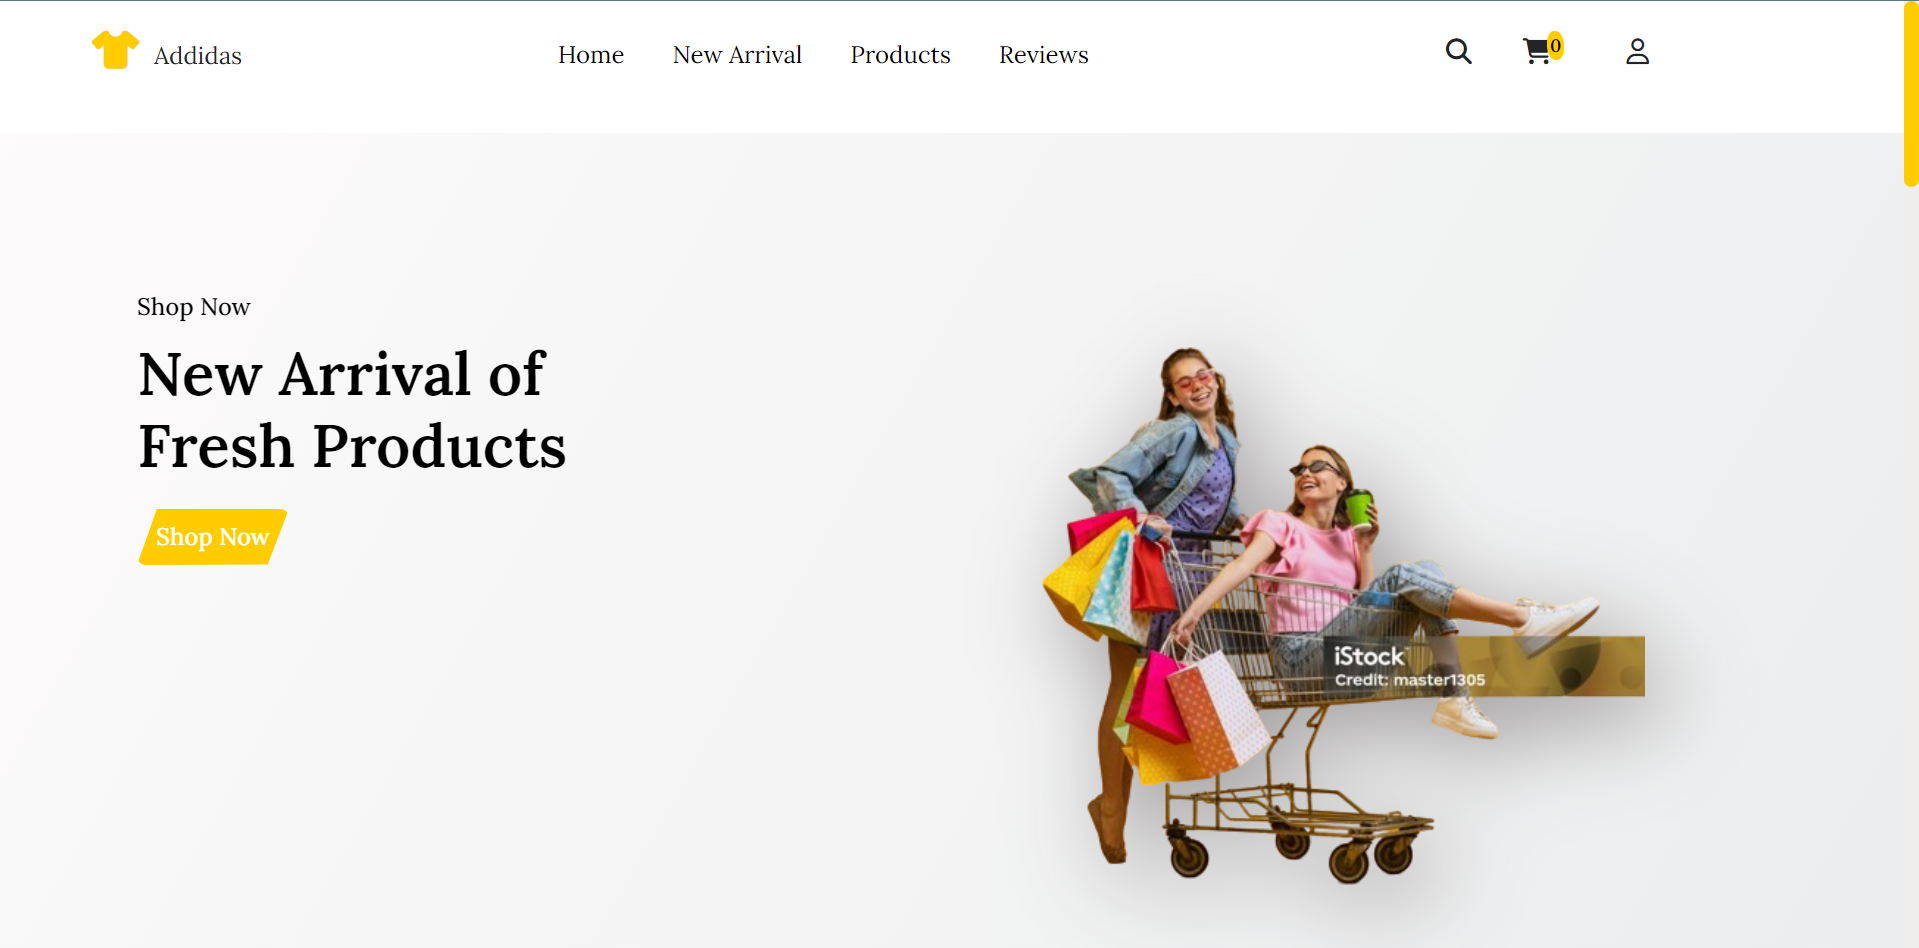 Addidas
Home
New Arrival
Products
Reviews
0
Shop Now
New Arrival of
Fresh Products
Shop Now
iStock
Credit: master1305